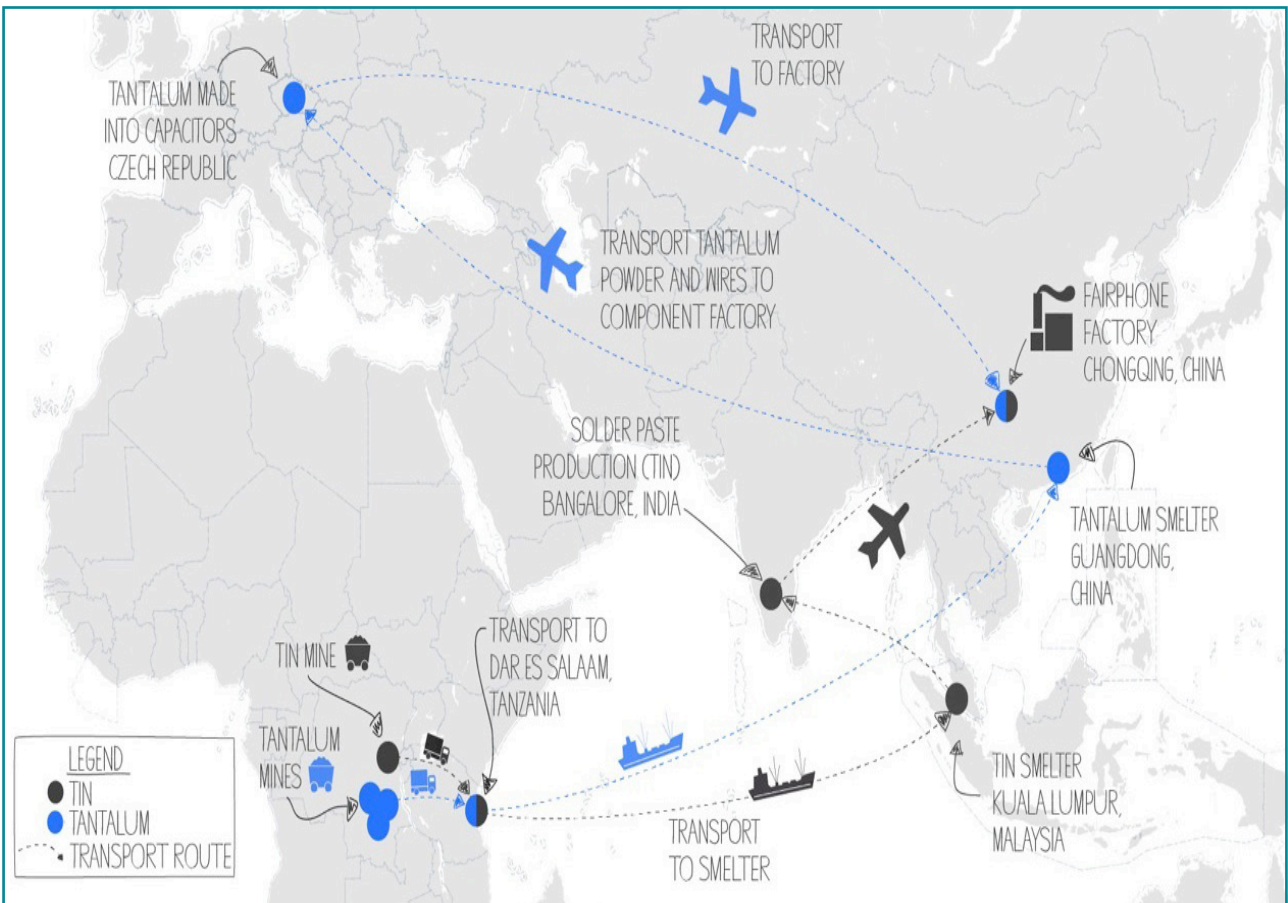 TRANSPORT
TO FACTORY
TANTALUM MADE
INTO CAPACITORS
CZECH REPUBLIC
TRANSPORT TANTALUM
POWDER AND WIRES TO
COMPONENT FACTORY
FAIRPHONE
FACTORY
CHONGQING, CHINA
SOLDER PASTE
PRODUCTION (TIN)
BANGALORE, INDIA
TANTALUM SMELTER
GUANGDONG,
CHINA
TRANSPORT TO
DAR ES SALAAM,
TANZANIA
TIN MINE
TANTALUM
MINES
TIN SMELTER
KUALA LUMPUR,
MALAYSIA
TRANSPORT
TO SMELTER
LEGEND
TIN
TANTALUM
TRANSPORT ROUTE